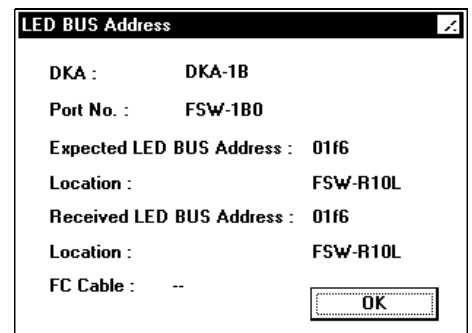 LED BUS Address
DKA : DKA-1B
Port No. : FSW-1B0
Expected LED BUS Address : 01f6
Location : FSW-R10L
Received LED BUS Address : 01f6
Location : FSW-R10L
FC Cable : --
OK